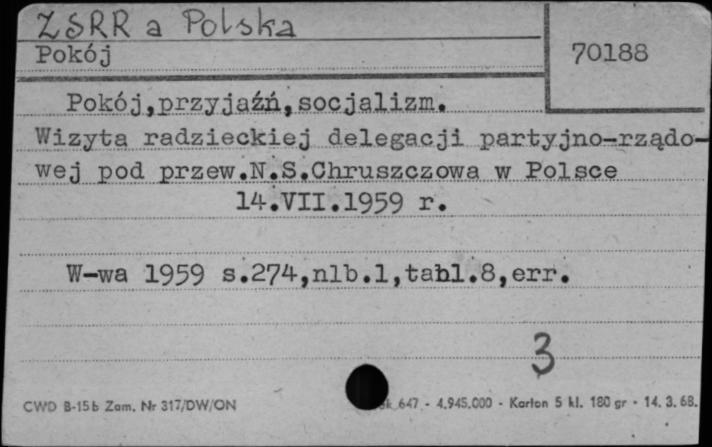 ZSRR a Polska
Pokój
70188
Pokój,przyjaźń,socjalizm.
Wizyta radzieckiej delegacji partyjno-rządo-
wej pod przew.N.S.Chruszczowa w Polsce
14.VII.1959 r.
W-wa 1959 s.274,nlb.1,tabl.8,err.
3
CWD B-15b Zam. Nr 317/DW/ON
647 - 4.945.000 - Karton 5 kl. 180 gr - 14. 3. 68.